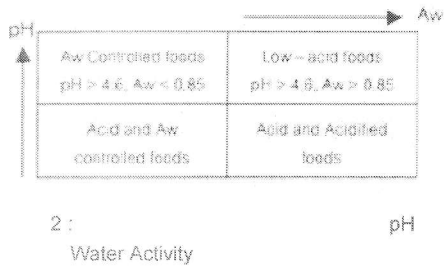 Aw
pH
Aw Controlled foods
pH > 4.6, Aw < 0.85
Low – acid foods
pH > 4.6, Aw > 0.85
Acid and Aw
controlled foods
Acid and Acidified
foods
2 :
pH
Water Activity